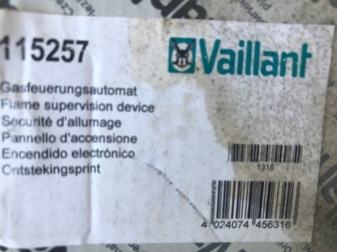 115257
Vaillant
Gasfeuerungsautomat
Flame supervision device
Sécurité d'allumage
Pannello d'accensione
Encendido electrónico
Ontstekingsprint
1316
4 024074 456316